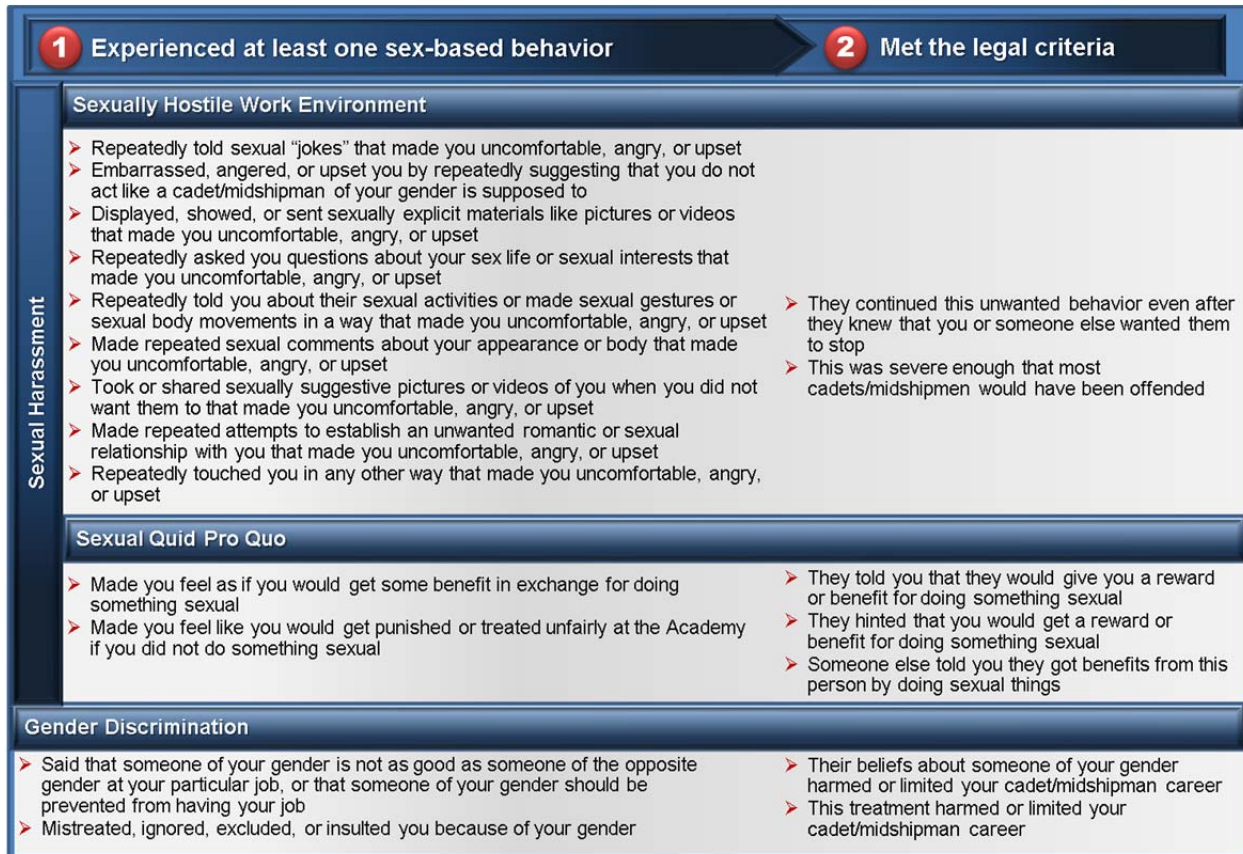 1 Experienced at least one sex-based behavior
2 Met the legal criteria
Sexual Harassment
Sexually Hostile Work Environment
➢ Repeatedly told sexual “jokes” that made you uncomfortable, angry, or upset
➢ Embarrassed, angered, or upset you by repeatedly suggesting that you do not
act like a cadet/midshipman of your gender is supposed to
➢ Displayed, showed, or sent sexually explicit materials like pictures or videos
that made you uncomfortable, angry, or upset
➢ Repeatedly asked you questions about your sex life or sexual interests that
made you uncomfortable, angry, or upset
➢ Repeatedly told you about their sexual activities or made sexual gestures or
sexual body movements in a way that made you uncomfortable, angry, or upset
➢ Made repeated sexual comments about your appearance or body that made
you uncomfortable, angry, or upset
➢ Took or shared sexually suggestive pictures or videos of you when you did not
want them to that made you uncomfortable, angry, or upset
➢ Made repeated attempts to establish an unwanted romantic or sexual
relationship with you that made you uncomfortable, angry, or upset
➢ Repeatedly touched you in any other way that made you uncomfortable, angry,
or upset
➢ They continued this unwanted behavior even after
they knew that you or someone else wanted them
to stop
➢ This was severe enough that most
cadets/midshipmen would have been offended
Sexual Quid Pro Quo
➢ Made you feel as if you would get some benefit in exchange for doing
something sexual
➢ Made you feel like you would get punished or treated unfairly at the Academy
if you did not do something sexual
➢ They told you that they would give you a reward
or benefit for doing something sexual
➢ They hinted that you would get a reward or
benefit for doing something sexual
➢ Someone else told you they got benefits from this
person by doing sexual things
Gender Discrimination
➢ Said that someone of your gender is not as good as someone of the opposite
gender at your particular job, or that someone of your gender should be
prevented from having your job
➢ Mistreated, ignored, excluded, or insulted you because of your gender
➢ Their beliefs about someone of your gender
harmed or limited your cadet/midshipman career
➢ This treatment harmed or limited your
cadet/midshipman career